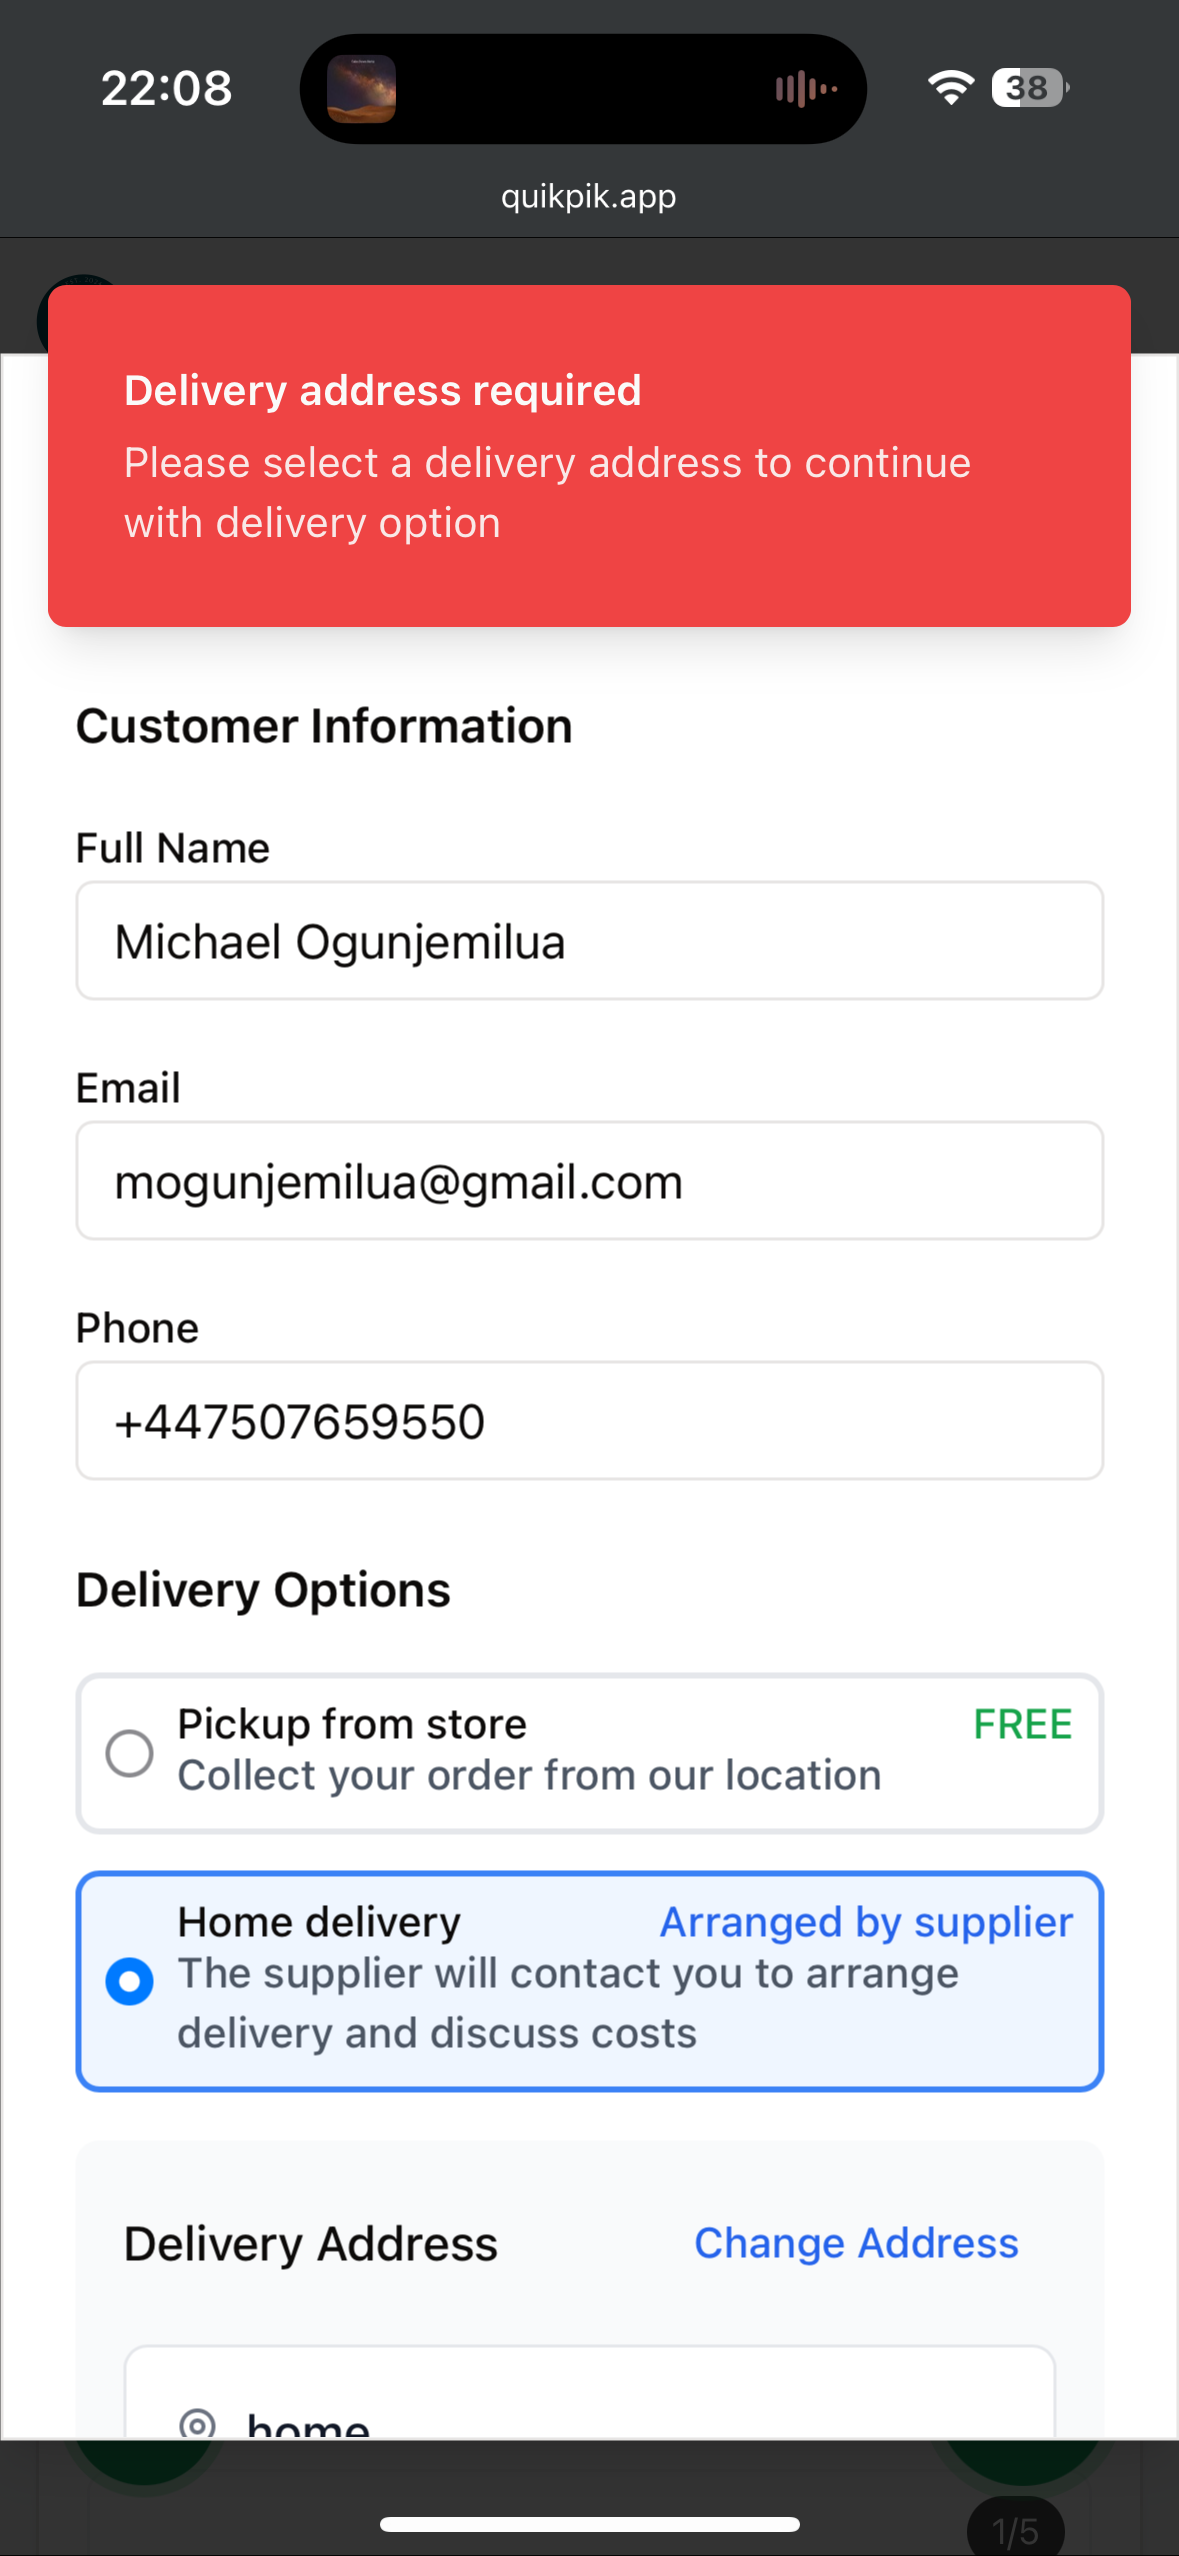 22:08
38
quikpik.app
Delivery address required
Please select a delivery address to continue
with delivery option
Customer Information
Full Name
Michael Ogunjemilua
Email
mogunjemilua@gmail.com
Phone
+447507659550
Delivery Options
Pickup from store
FREE
Collect your order from our location
Home delivery
Arranged by supplier
The supplier will contact you to arrange
delivery and discuss costs
Delivery Address
Change Address
home
1/5